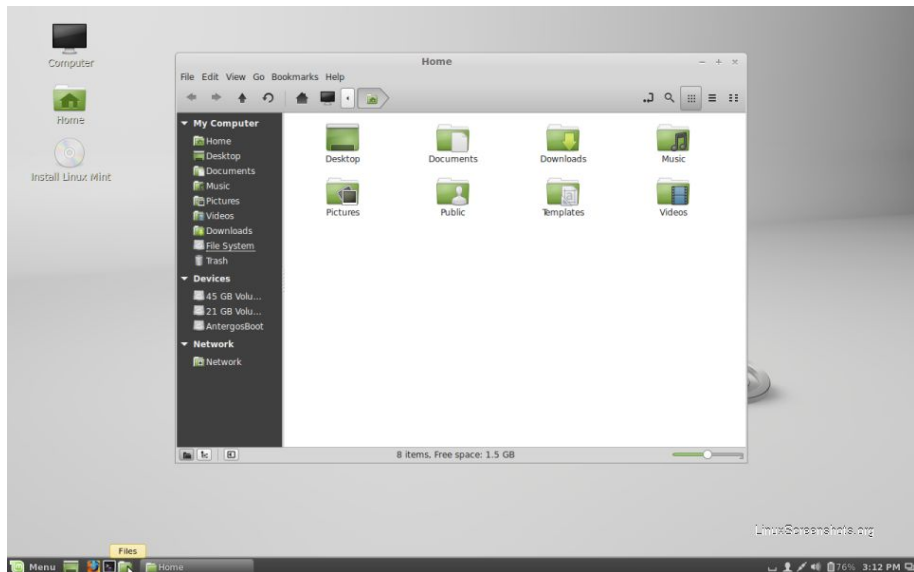 Computer
Home
Install Linux Mint
Home
File Edit View Go Bookmarks Help
My Computer
Home
Desktop
Documents
Music
Pictures
Videos
Downloads
File System
Trash
Devices
45 GB Volu...
21 GB Volu...
AntergosBoot
Network
Network
Desktop Documents Downloads Music
Pictures Public Templates Videos
8 items, Free space: 1.5 GB
LinuxScreenshots.org
Files
Menu Home 76% 3:12 PM